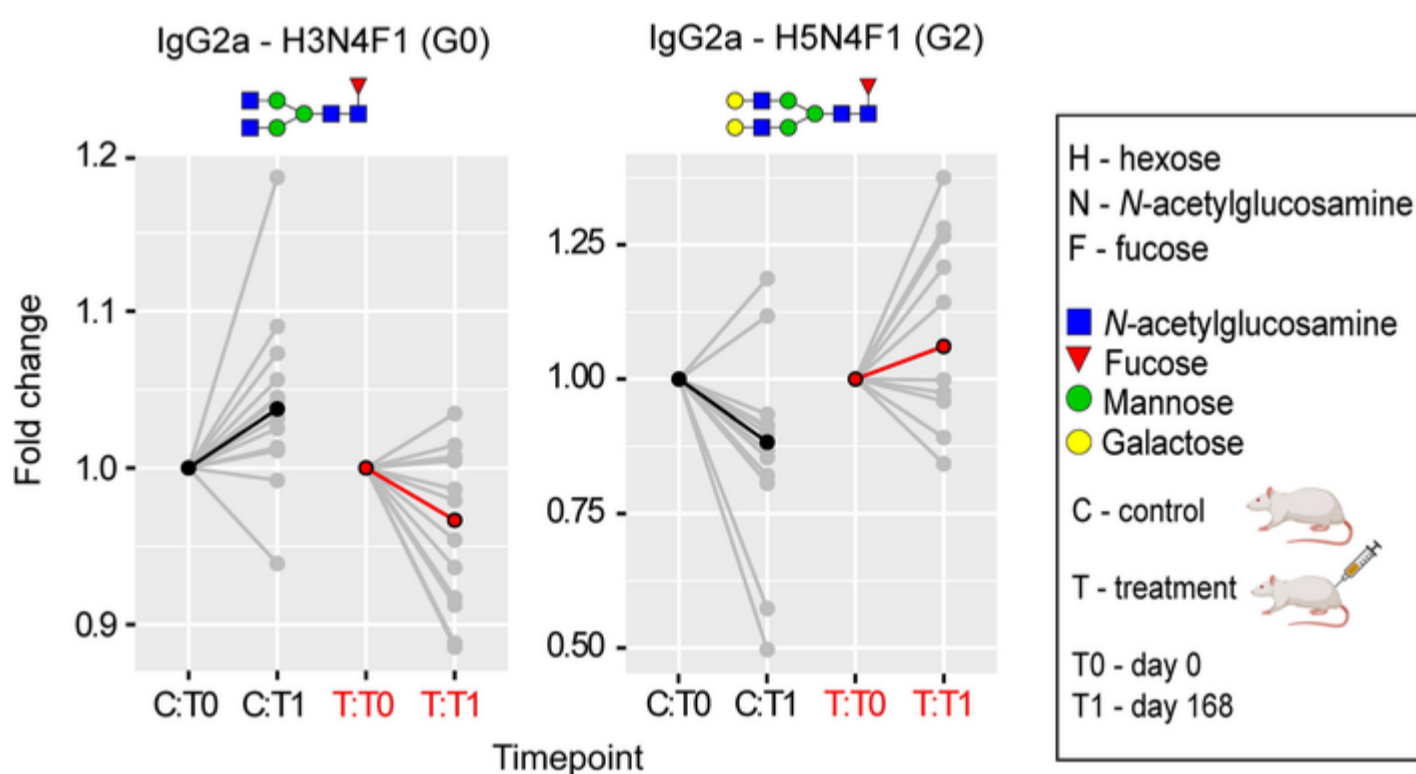 IgG2a - H3N4F1 (G0)
IgG2a - H5N4F1 (G2)
Fold change
1.2
1.1
1.0
0.9
C:T0 C:T1 T:T0 T:T1
1.25
1.00
0.75
0.50
C:T0 C:T1 T:T0 T:T1
Timepoint
H - hexose
N - N-acetylglucosamine
F - fucose
N-acetylglucosamine
Fucose
Mannose
Galactose
C - control
T - treatment
T0 - day 0
T1 - day 168